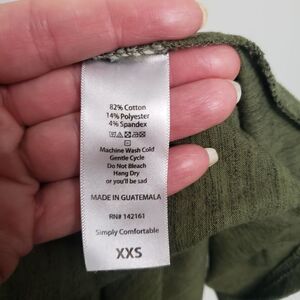 82% Cotton
14% Polyester
4% Spandex
Machine Wash Cold
Gentle Cycle
Do Not Bleach
Hang Dry
or you'll be sad
MADE IN GUATEMALA
RN# 142161
Simply Comfortable
XXS